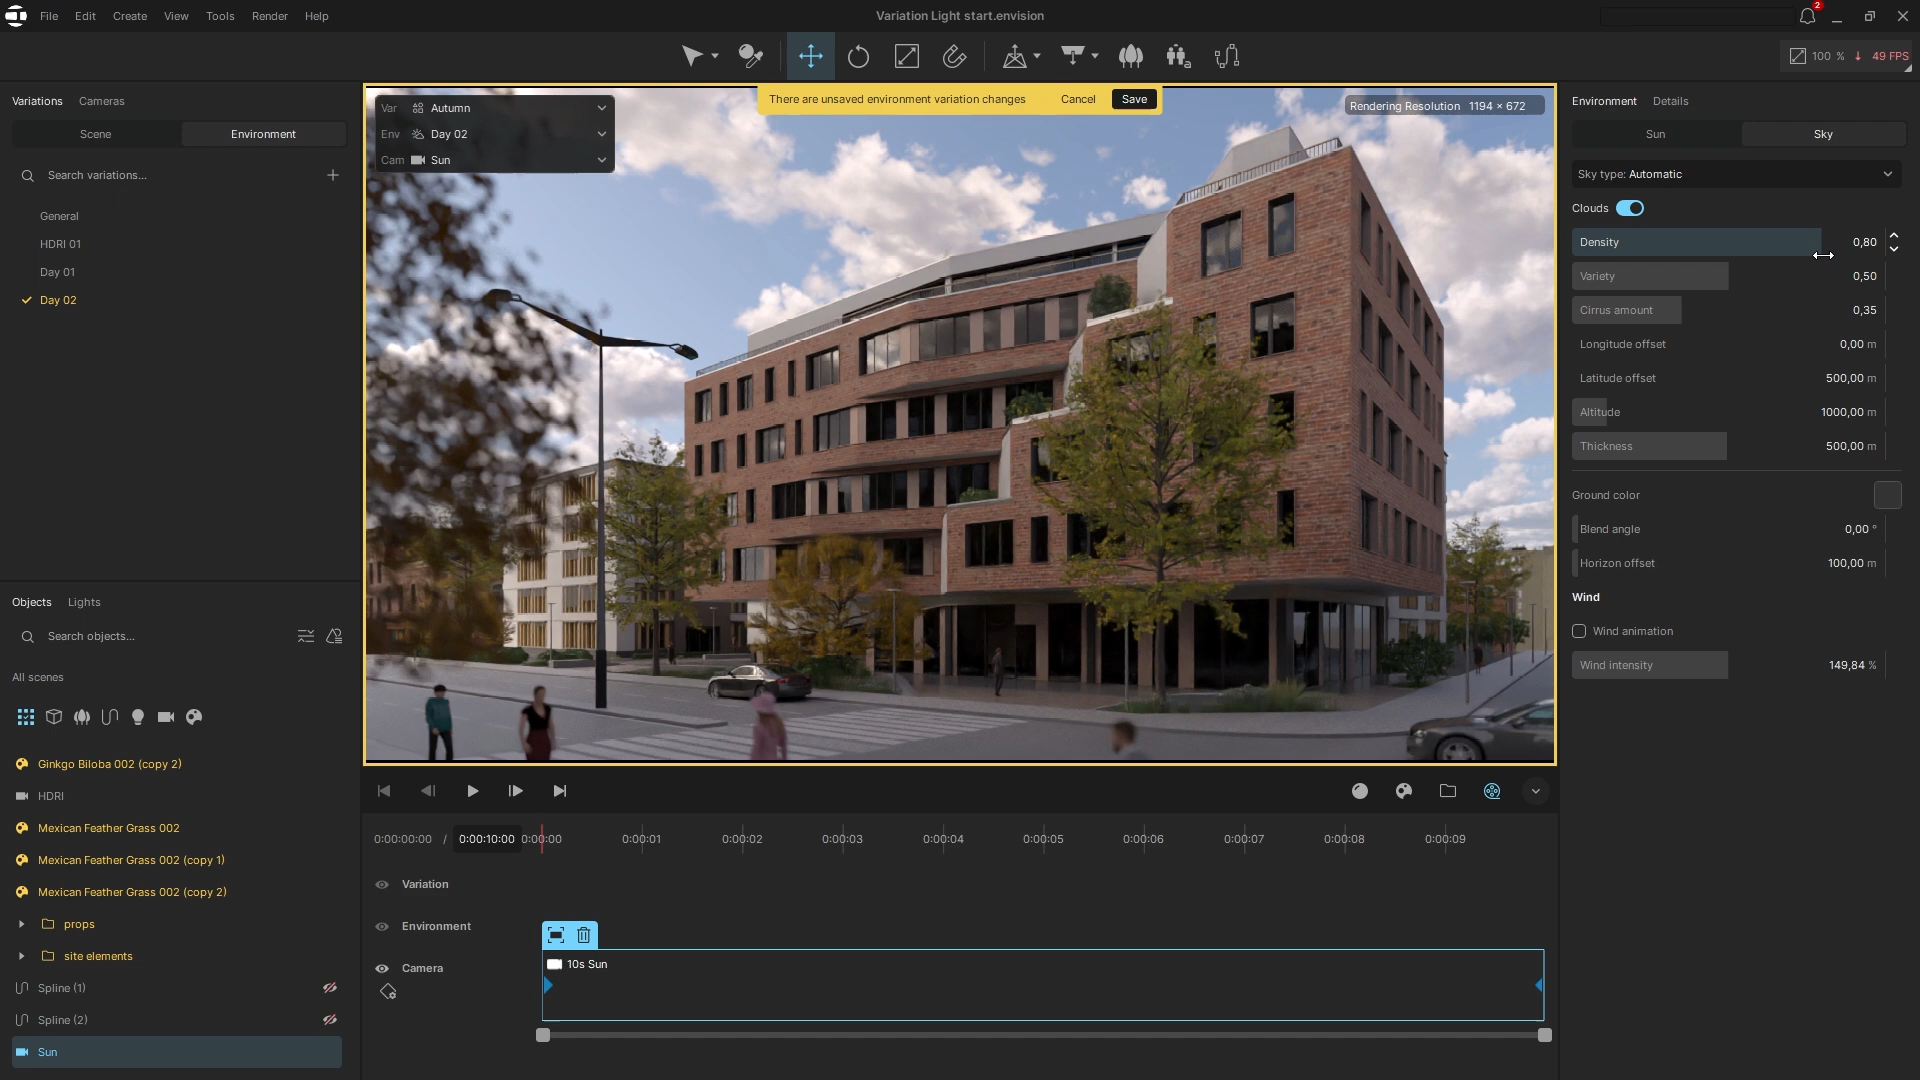 File Edit Create View Tools Render Help
Variation Light start.envision
2
100 % 49 FPS
Variations Cameras
Scene Environment
Search variations...
General
HDRI 01
Day 01
Day 02
Var Autumn
Env Day 02
Cam Sun
There are unsaved environment variation changes Cancel Save
Rendering Resolution 1194 × 672
Environment Details
Sun Sky
Sky type: Automatic
Clouds
Density 0,80
Variety 0,50
Cirrus amount 0,35
Longitude offset 0,00 m
Latitude offset 500,00 m
Altitude 1000,00 m
Thickness 500,00 m
Ground color
Blend angle 0,00 °
Horizon offset 100,00 m
Wind
Wind animation
Wind intensity 149,84 %
Objects Lights
Search objects...
All scenes
Ginkgo Biloba 002 (copy 2)
HDRI
Mexican Feather Grass 002
Mexican Feather Grass 002 (copy 1)
Mexican Feather Grass 002 (copy 2)
props
site elements
Spline (1)
Spline (2)
Sun
0:00:00:00 / 0:00:10:00 0:00:00 0:00:01 0:00:02 0:00:03 0:00:04 0:00:05 0:00:06 0:00:07 0:00:08 0:00:09
Variation
Environment
Camera
10s Sun